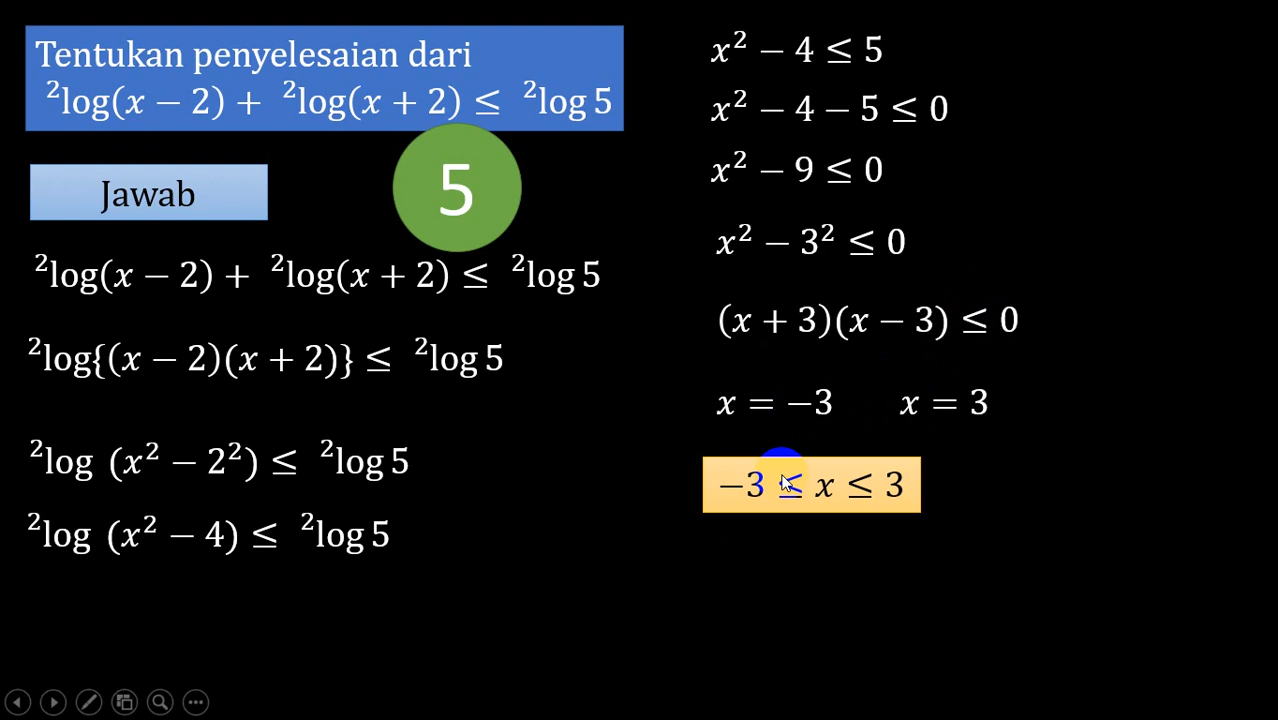 Tentukan penyelesaian dari
²log(x − 2) + ²log(x + 2) ≤ ²log 5
Jawab
5
²log(x − 2) + ²log(x + 2) ≤ ²log 5
²log{(x − 2)(x + 2)} ≤ ²log 5
²log (x² − 2²) ≤ ²log 5
²log (x² − 4) ≤ ²log 5
x² − 4 ≤ 5
x² − 4 − 5 ≤ 0
x² − 9 ≤ 0
x² − 3² ≤ 0
(x + 3)(x − 3) ≤ 0
x = −3 x = 3
−3 ≤ x ≤ 3